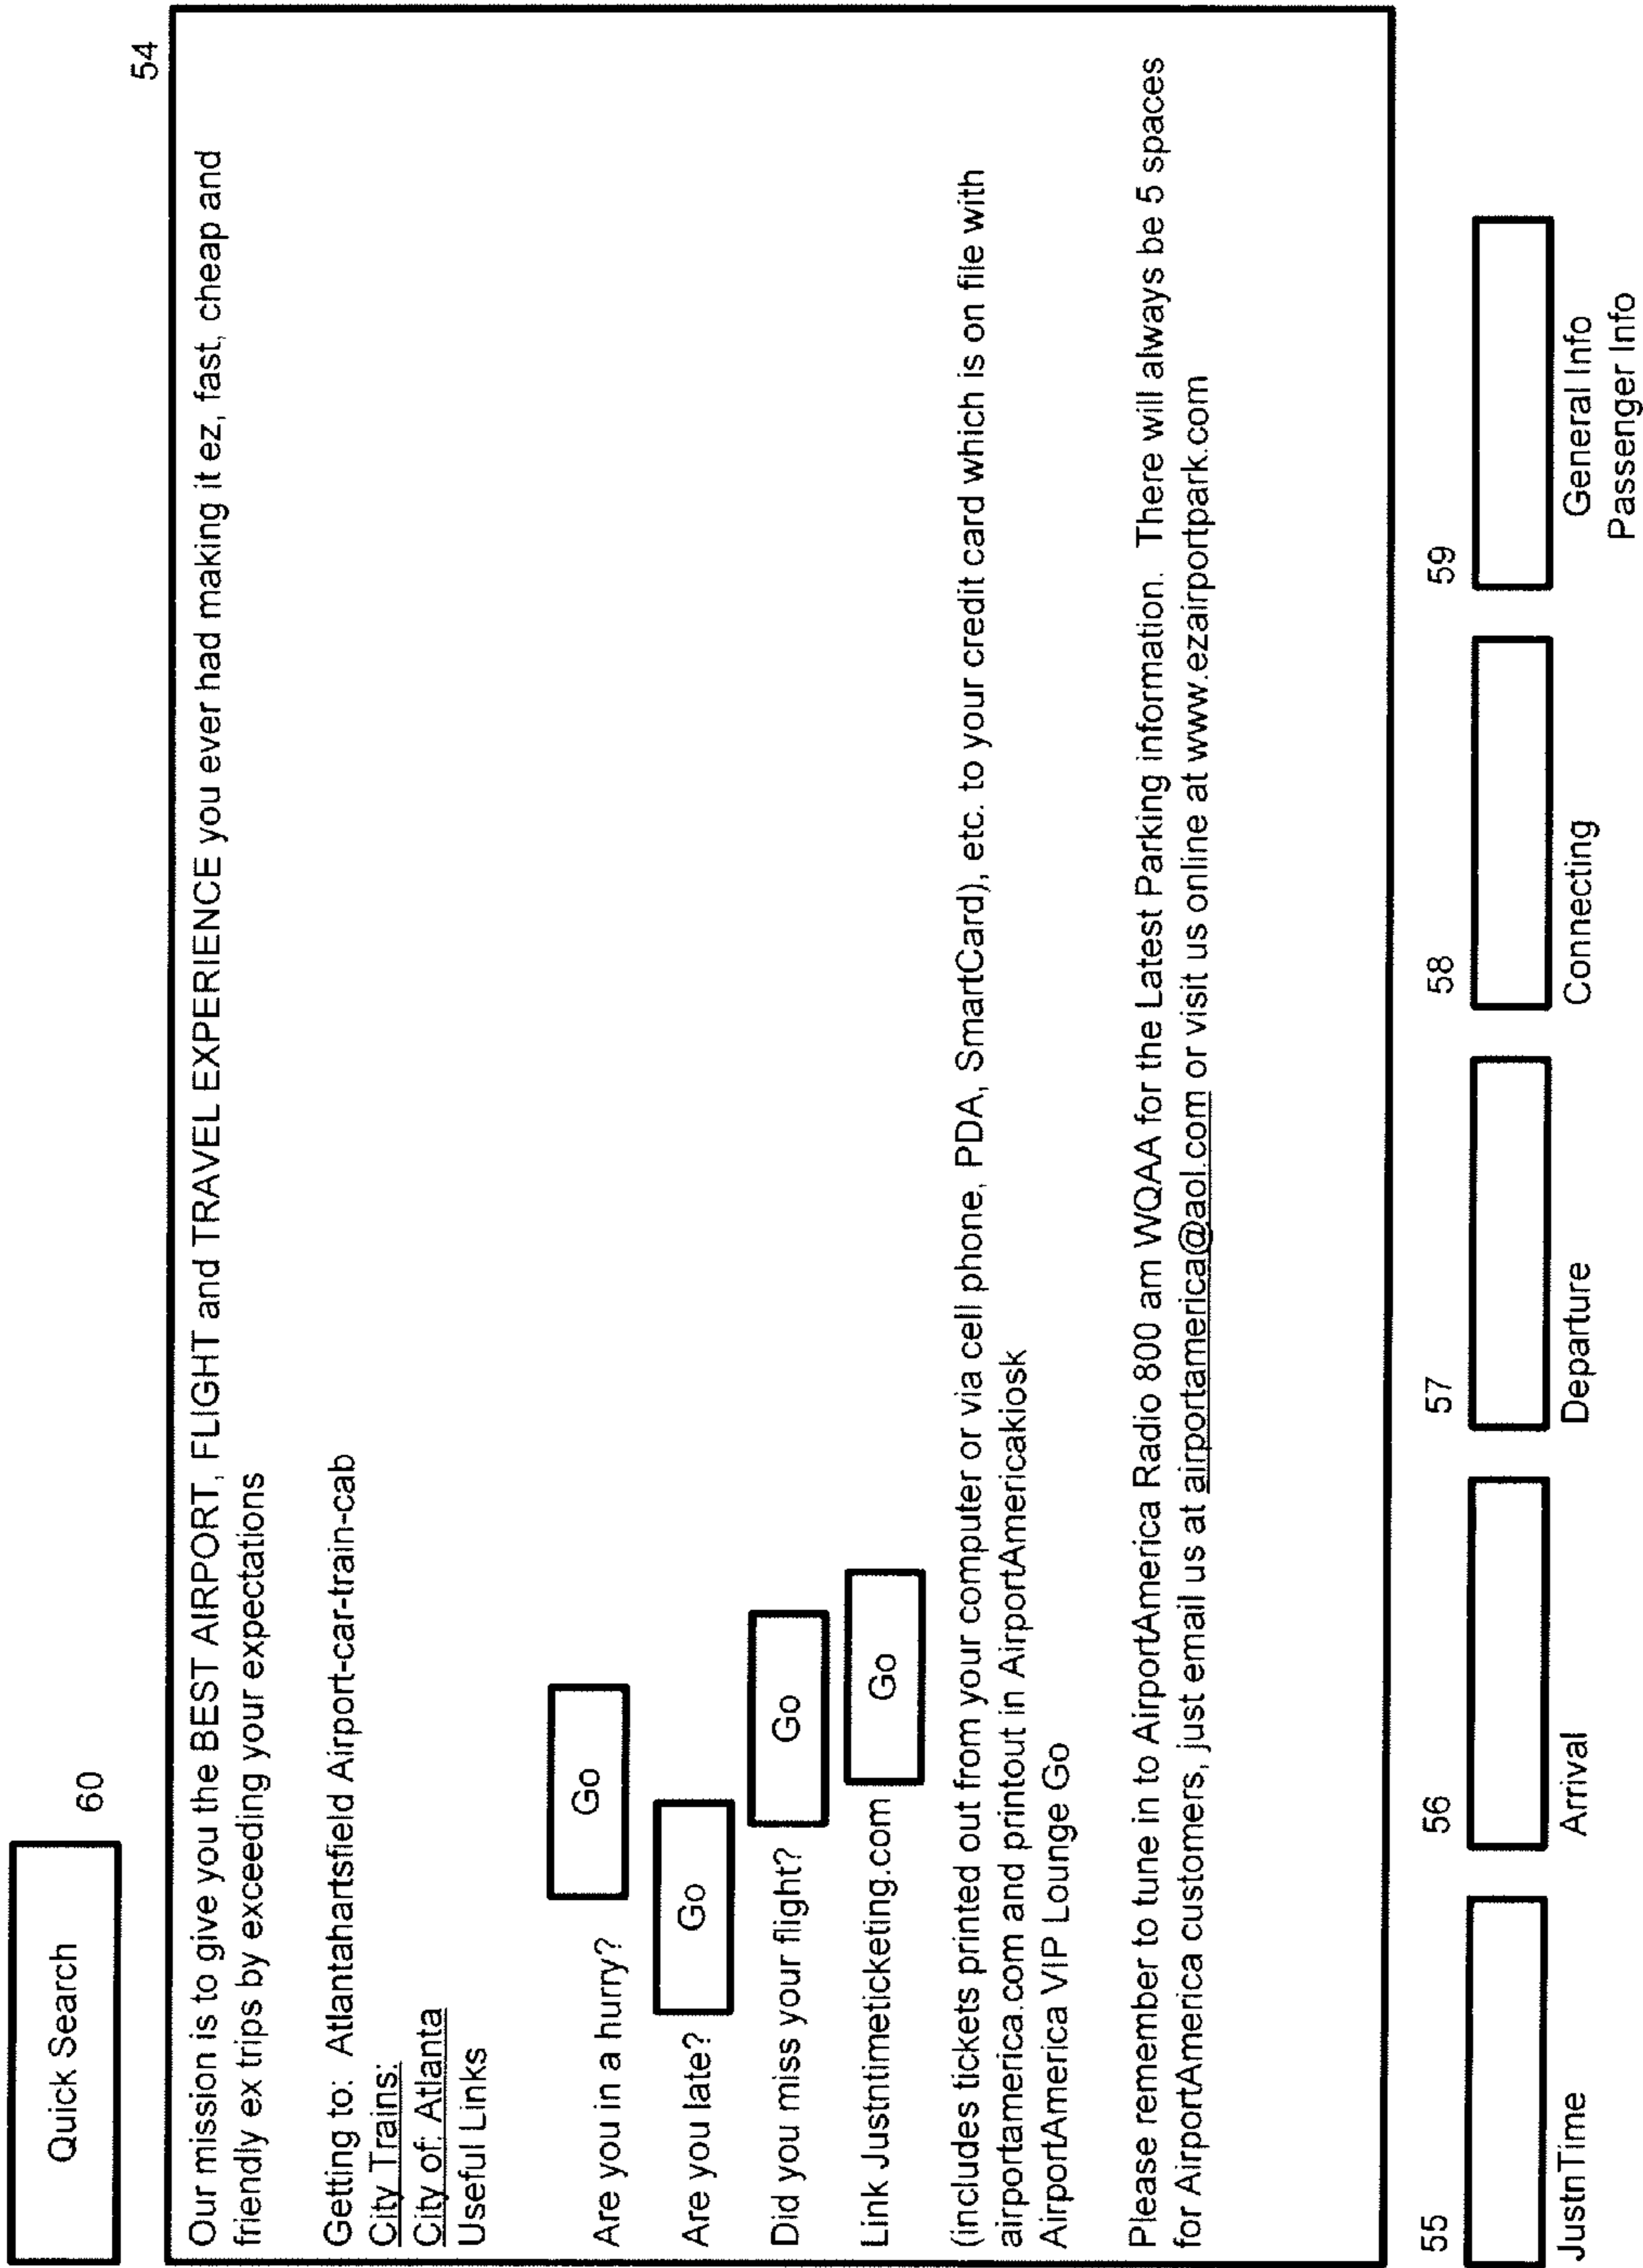 Quick Search
60
54
Our mission is to give you the BEST AIRPORT, FLIGHT and TRAVEL EXPERIENCE you ever had making it ez, fast, cheap and
friendly ex trips by exceeding your expectations
Getting to: Atlantahartsfield Airport-car-train-cab
City Trains:
City of: Atlanta
Useful Links
Are you in a hurry? Go
Are you late? Go
Did you miss your flight? Go
Link Justntimeticketing.com Go
(includes tickets printed out from your computer or via cell phone, PDA, SmartCard), etc. to your credit card which is on file with
airportamerica.com and printout in AirportAmericakiosk
AirportAmerica VIP Lounge Go
Please remember to tune in to AirportAmerica Radio 800 am WQAA for the Latest Parking information. There will always be 5 spaces
for AirportAmerica customers, just email us at airportamerica@aol.com or visit us online at www.ezairportpark.com
55 56 57 58 59
JustnTime Arrival Departure Connecting General Info
Passenger Info